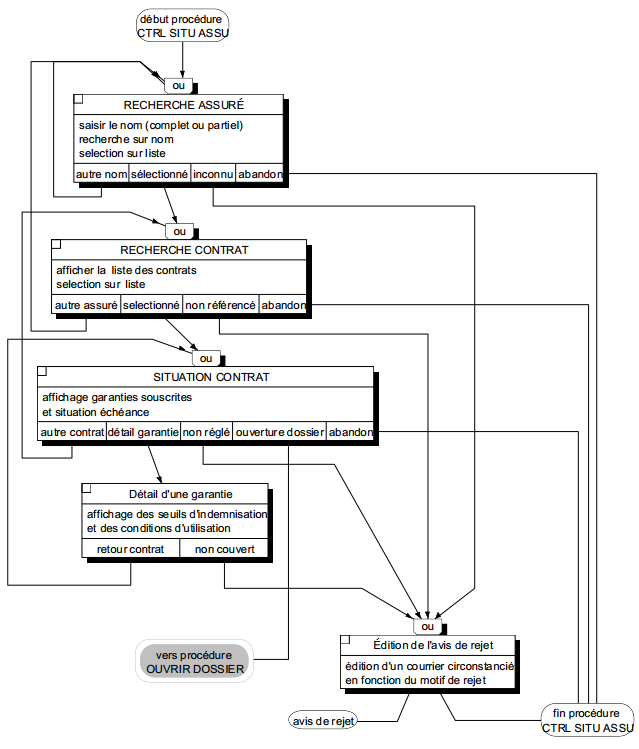 début procédure
CTRL SITU ASSU
ou
RECHERCHE ASSURÉ
saisir le nom (complet ou partiel)
recherche sur nom
selection sur liste
autre nom sélectionné inconnu abandon
ou
RECHERCHE CONTRAT
afficher la liste des contrats
selection sur liste
autre assuré selectionné non référencé abandon
ou
SITUATION CONTRAT
affichage garanties souscrites
et situation échéance
autre contrat détail garantie non réglé ouverture dossier abandon
Détail d'une garantie
affichage des seuils d'indemnisation
et des conditions d'utilisation
retour contrat non couvert
ou
Édition de l'avis de rejet
édition d'un courrier circonstancié
en fonction du motif de rejet
vers procédure
OUVRIR DOSSIER
avis de rejet
fin procédure
CTRL SITU ASSU